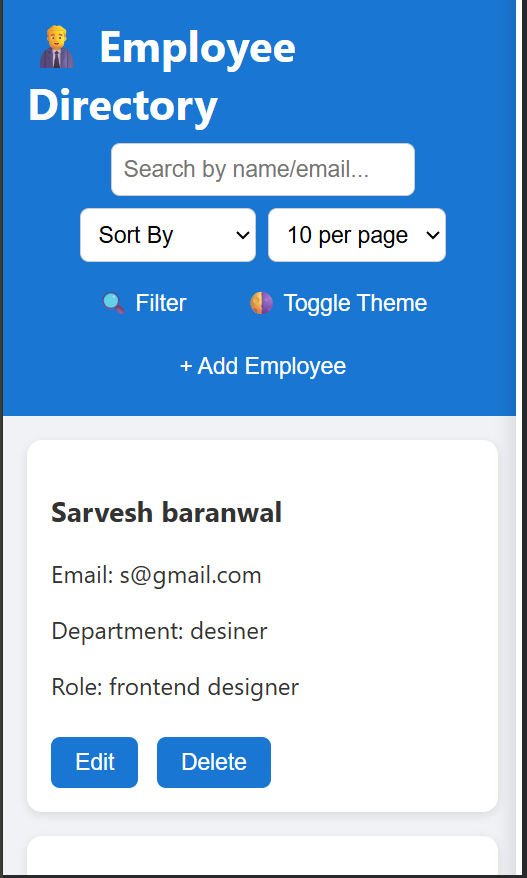 Employee
Directory
Search by name/email...
Sort By 10 per page
Filter Toggle Theme
+ Add Employee
Sarvesh baranwal
Email: s@gmail.com
Department: desiner
Role: frontend designer
Edit Delete